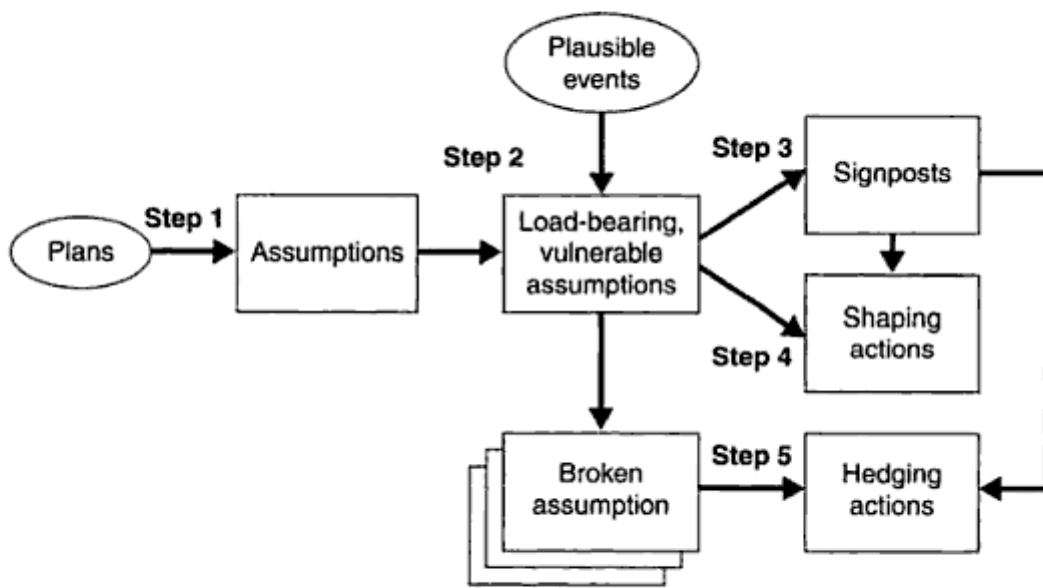 Plausible
events
Step 2
Step 3
Signposts
Step 1
Plans
Assumptions
Load-bearing,
vulnerable
assumptions
Step 4
Shaping
actions
Broken
assumption
Step 5
Hedging
actions